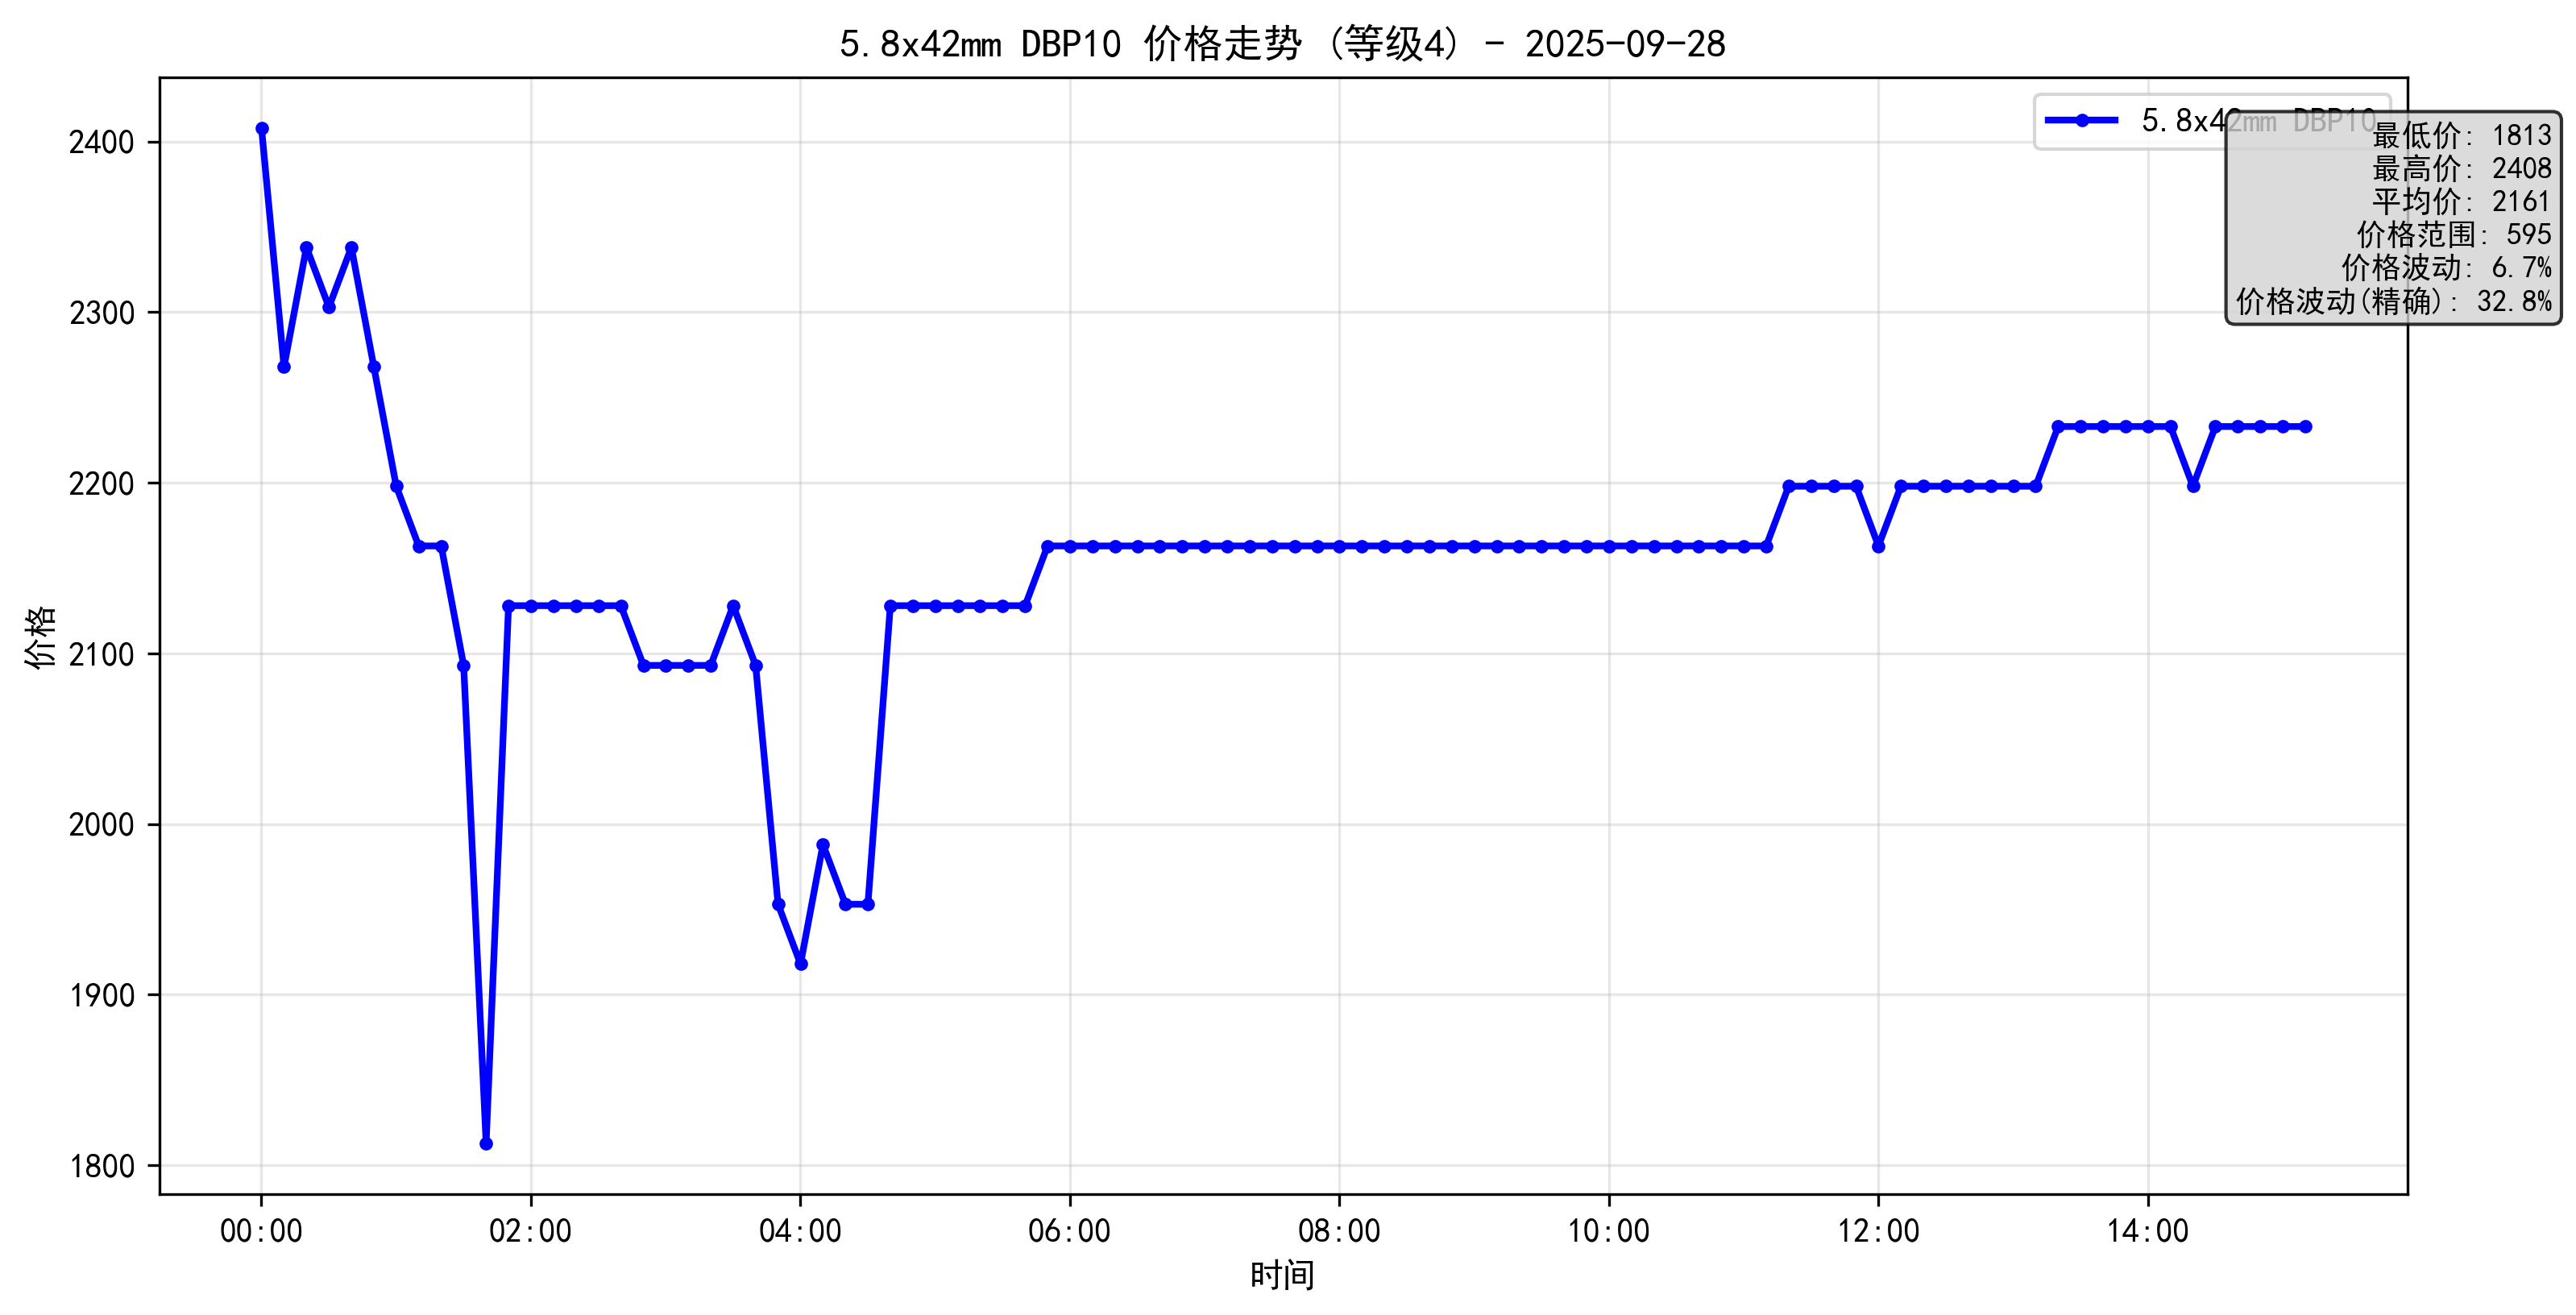 5.8x42mm DBP10 价格走势 (等级4) - 2025-09-28
5.8x42mm DBP10
最低价: 1813
最高价: 2408
平均价: 2161
价格范围: 595
价格波动: 6.7%
价格波动(精确): 32.8%
价格
2400
2300
2200
2100
2000
1900
1800
00:00 02:00 04:00 06:00 08:00 10:00 12:00 14:00
时间